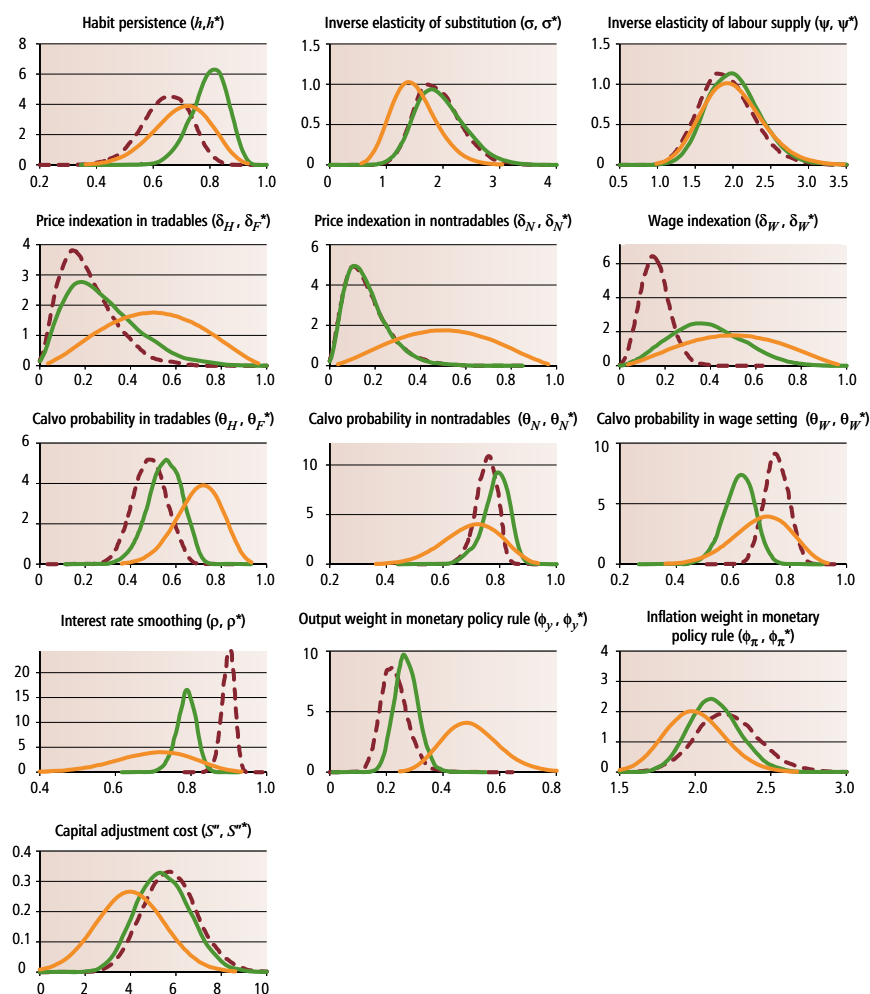 Habit persistence (h,h*)
8
6
4
2
0
0.2 0.4 0.6 0.8 1.0
Inverse elasticity of substitution (σ, σ*)
1.5
1.0
0.5
0
0 1 2 3 4
Inverse elasticity of labour supply (ψ, ψ*)
1.5
1.0
0.5
0
0.5 1.0 1.5 2.0 2.5 3.0 3.5
Price indexation in tradables (δH, δF*)
4
3
2
1
0
0.0 0.2 0.4 0.6 0.8 1.0
Price indexation in nontradables (δN, δN*)
6
4
2
0
0 0.2 0.4 0.6 0.8 1.0
Wage indexation (δW, δW*)
6
4
2
0
0 0.2 0.4 0.6 0.8 1.0
Calvo probability in tradables (θH, θF*)
6
4
2
0
0 0.2 0.4 0.6 0.8 1.0
Calvo probability in nontradables (θN, θN*)
10
5
0
0.2 0.4 0.6 0.8 1.0
Calvo probability in wage setting (θW, θW*)
10
5
0
0.2 0.4 0.6 0.8 1.0
Interest rate smoothing (ρ, ρ*)
20
15
10
5
0
0.4 0.6 0.8 1.0
Output weight in monetary policy rule (ϕy, ϕy*)
10
5
0
0 0.2 0.4 0.6 0.8
Inflation weight in monetary
policy rule (ϕπ, ϕπ*)
4
3
2
1
0
1.5 2.0 2.5 3.0
Capital adjustment cost (S″, S″*)
0.4
0.3
0.2
0.1
0
0 2 4 6 8 10